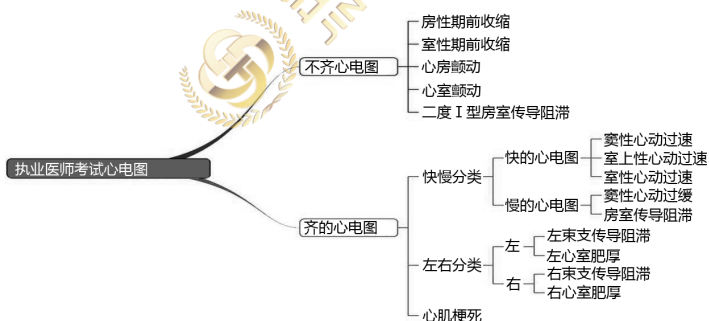 执业医师考试心电图
不齐心电图
房性期前收缩
室性期前收缩
心房颤动
心室颤动
二度Ⅰ型房室传导阻滞
齐的心电图
快慢分类
快的心电图
窦性心动过速
室上性心动过速
室性心动过速
慢的心电图
窦性心动过缓
房室传导阻滞
左右分类
左
左束支传导阻滞
左心室肥厚
右
右束支传导阻滞
右心室肥厚
心肌梗死